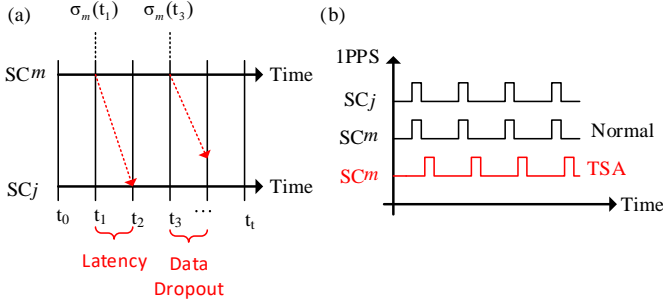 (a)
σm(t1)
σm(t3)
SCm
Time
SCj
Time
t0
t1
t2
t3
...
tt
Latency
Data
Dropout
(b)
1PPS
SCj
SCm
Normal
SCm
TSA
Time